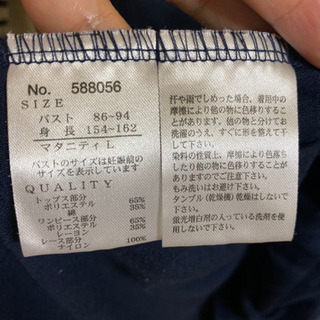 No. 588056
SIZE
バスト 86~94
身長 154~162
マタニティ L
バストのサイズは妊娠前の
サイズを表示しています
QUALITY
トップス部分
ポリエステル 65%
綿 35%
ワンピース部分
ポリエステル 65%
レーヨン 35%
レース部分
ナイロン 100%
汗や雨でしめった場合、着用中の
摩擦により他の物に色移りすること
があります。
他の物と分けてお
洗濯のうえ、すぐに形を整えて干
して下さい。
染料の性質上、摩擦により色落ち
したり他の物に色移りすることが
ありますのでご注意下さい。
もみ洗いはお避け下さい。
タンブル(乾燥機)乾燥はしないで
下さい。
蛍光増白剤の入っている洗剤を使
用しないで下さい。